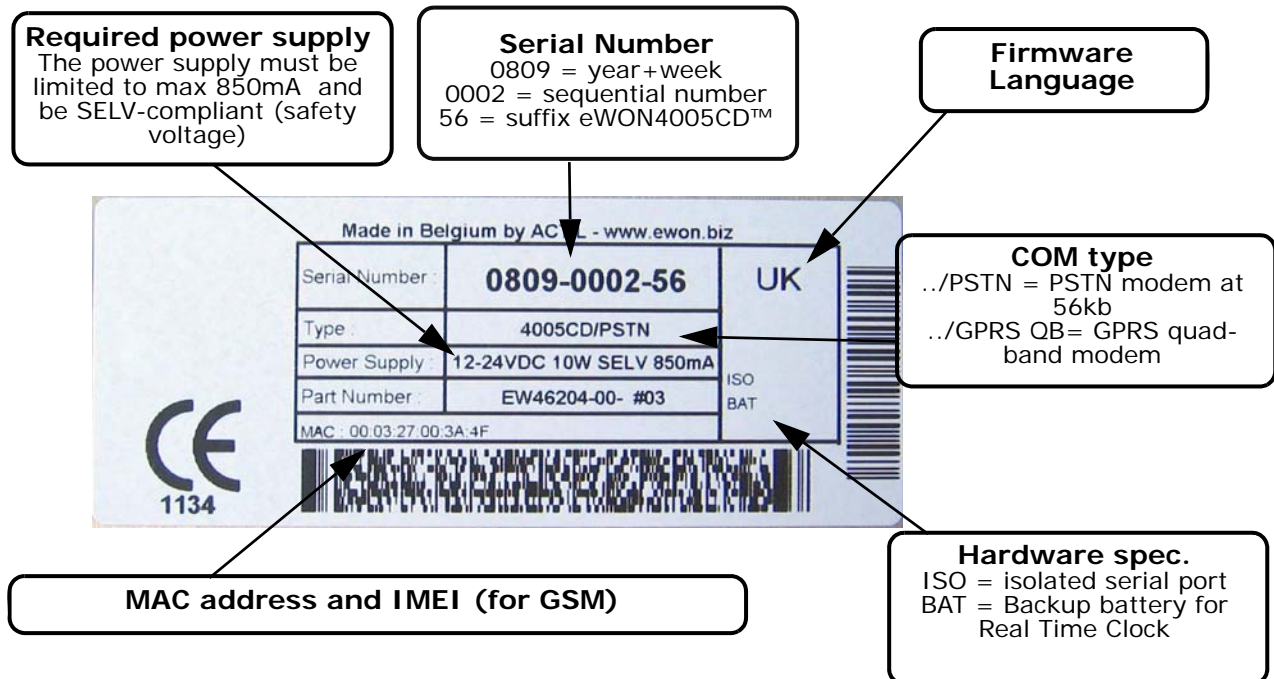 Required power supply
The power supply must be
limited to max 850mA and
be SELV-compliant (safety
voltage)
Serial Number
0809 = year+week
0002 = sequential number
56 = suffix eWON4005CD™
Firmware
Language
Made in Belgium by - www.ewon.biz
Serial Number :
0809-0002-56
UK
Type :
4005CD/PSTN
Power Supply :
12-24VDC 10W SELV 850mA
Part Number :
EW46204-00- #03
ISO
BAT
MAC : 00:03:27:00:3A:4F
CE
1134
COM type
../PSTN = PSTN modem at
56kb
../GPRS QB= GPRS quad-
band modem
MAC address and IMEI (for GSM)
Hardware spec.
ISO = isolated serial port
BAT = Backup battery for
Real Time Clock